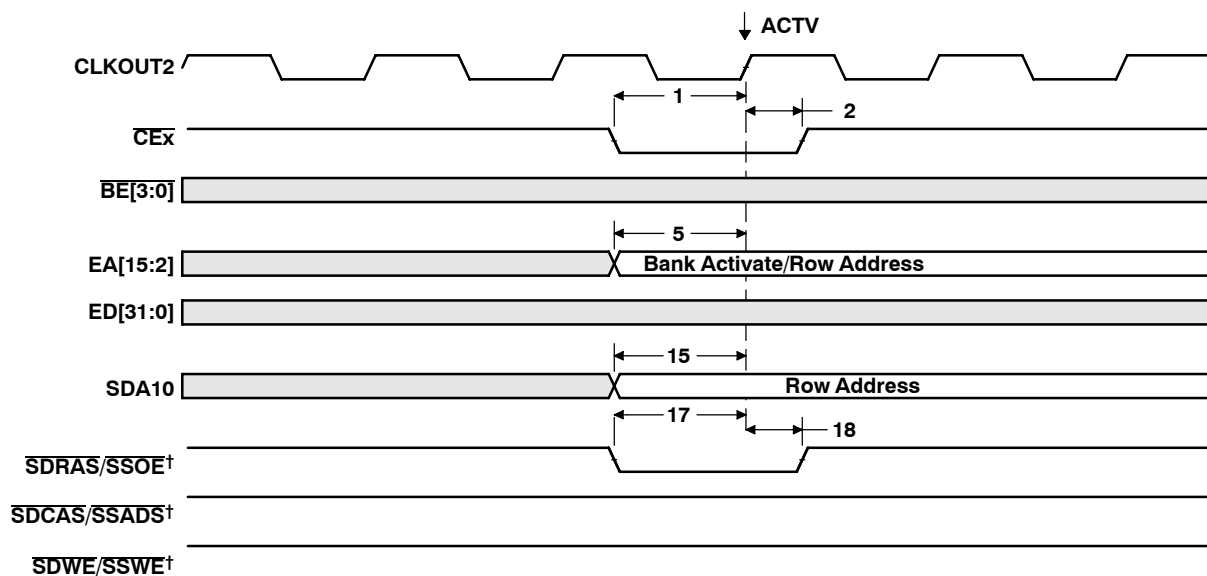 ACTV
CLKOUT2
1
2
CEx
BE[3:0]
5
EA[15:2]
Bank Activate/Row Address
ED[31:0]
15
SDA10
Row Address
17
18
SDRAS/SSOE†
SDCAS/SSADS†
SDWE/SSWE†